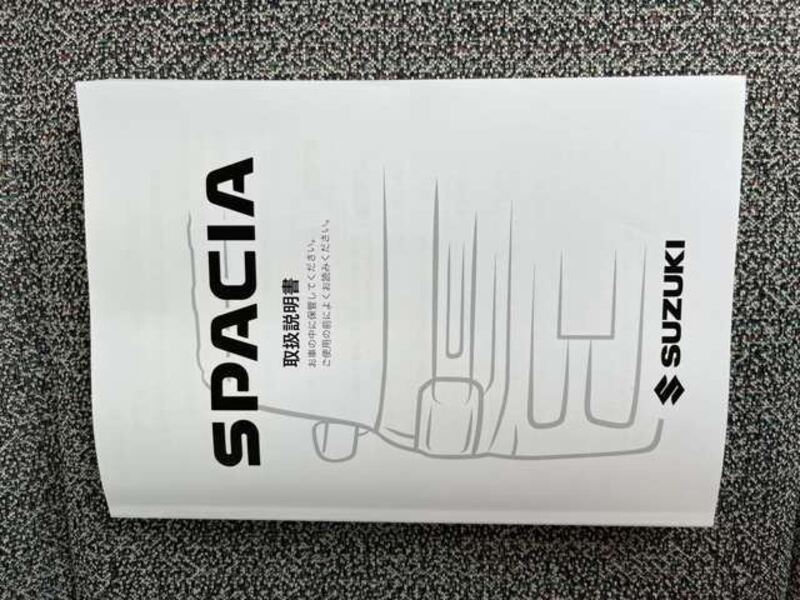 SPACIA
取扱説明書
お車の中に保管してください。
ご使用の前によくお読みください。
SUZUKI